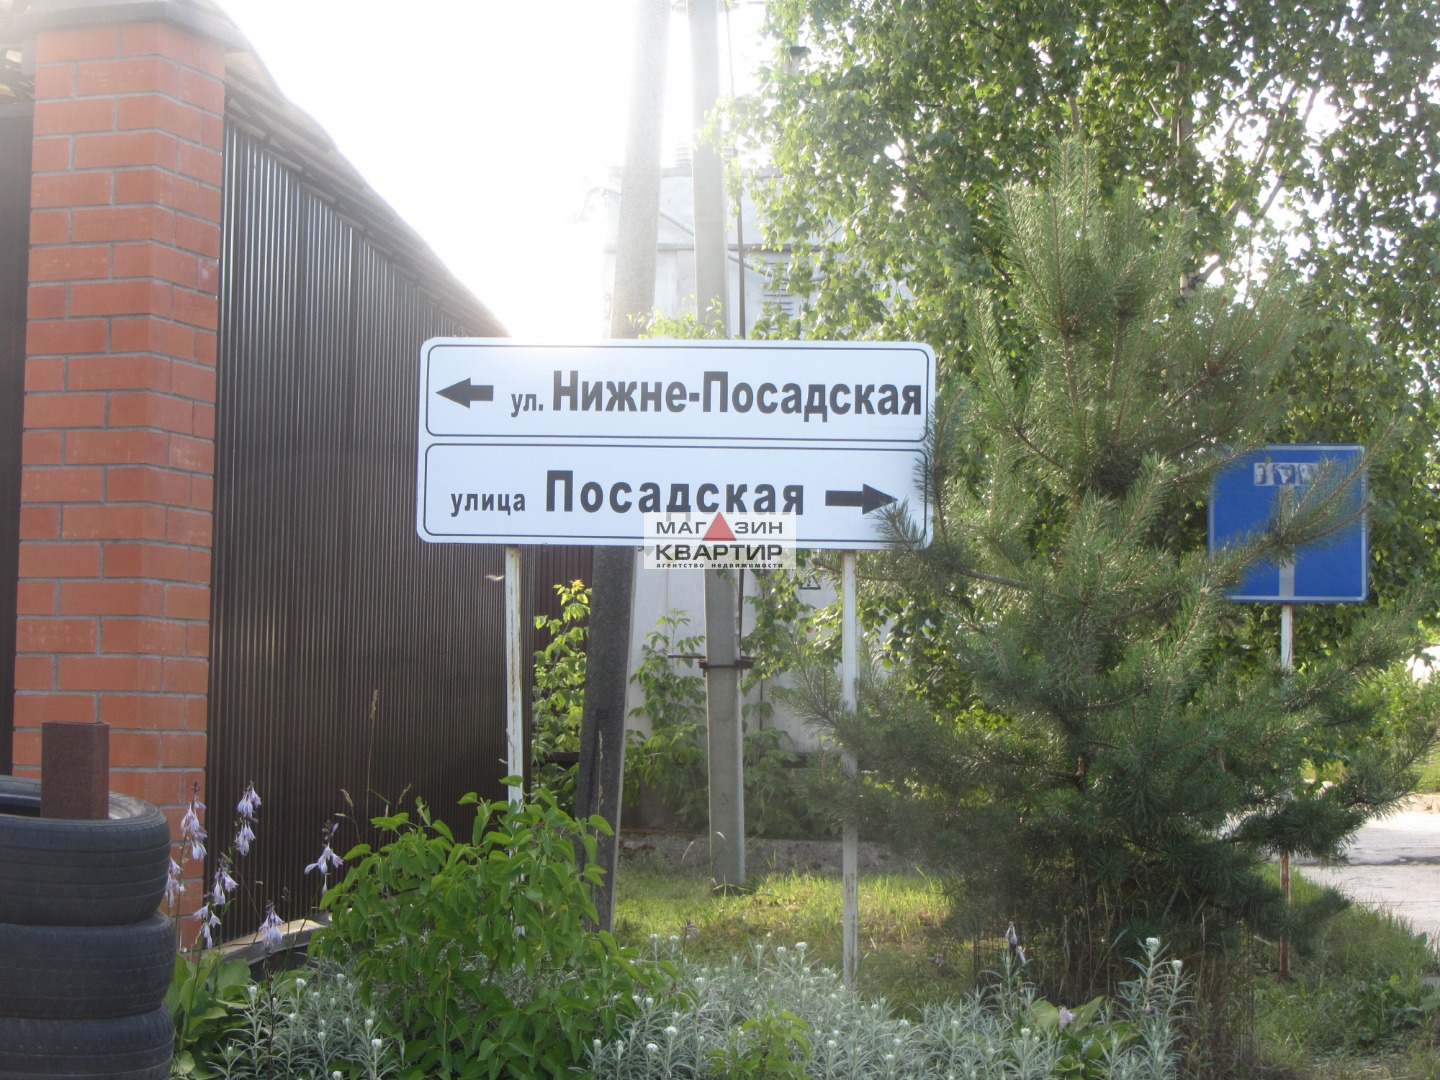 ул. Нижне-Посадская
улица Посадская
МАГАЗИН
КВАРТИР
агентство недвижимости